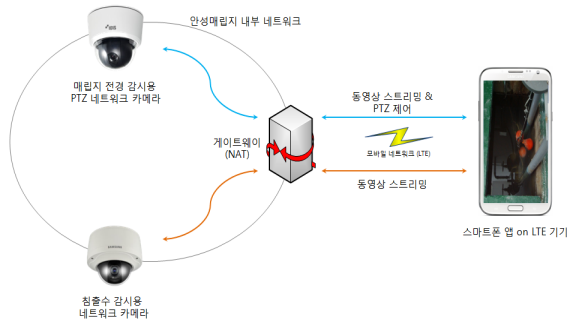 안성매립지 내부 네트워크
매립지 전경 감시용
PTZ 네트워크 카메라
게이트웨이
(NAT)
동영상 스트리밍 &
PTZ 제어
모바일 네트워크 (LTE)
동영상 스트리밍
스마트폰 앱 on LTE 기기
침출수 감시용
네트워크 카메라